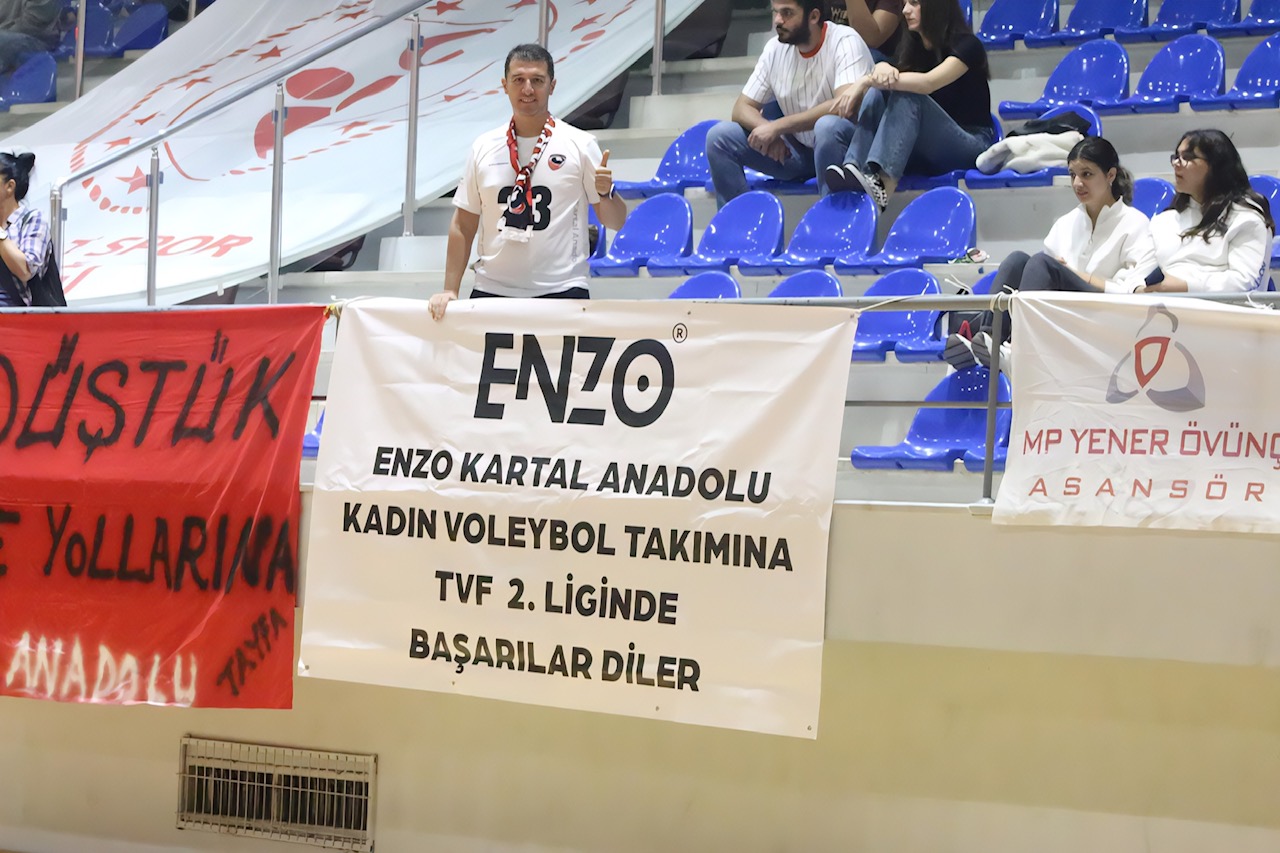 SPOR
23
DÜŞTÜK
YOLLARINA
ANADOLU
TAYFA
ENZO ®
ENZO KARTAL ANADOLU
KADIN VOLEYBOL TAKIMINA
TVF 2. LİGİNDE
BAŞARILAR DİLER
MP YENER ÖVÜNÇ
ASANSÖR